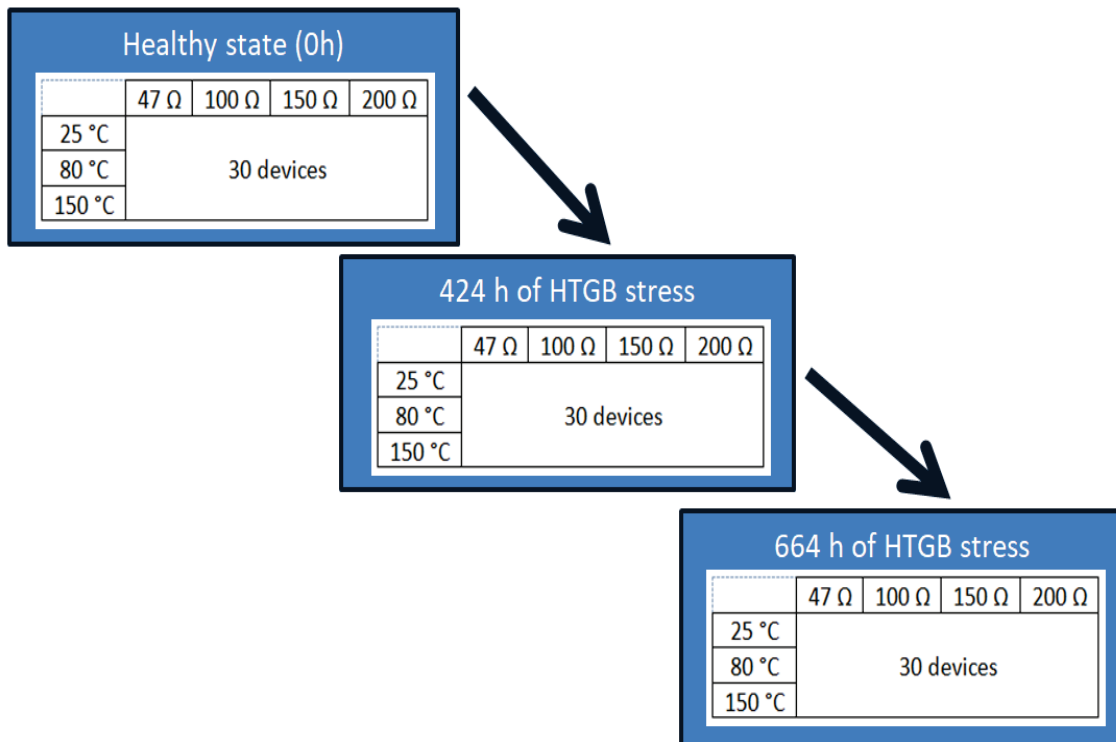 Healthy state (0h)
47 Ω 100 Ω 150 Ω 200 Ω
25 °C
80 °C 30 devices
150 °C
424 h of HTGB stress
47 Ω 100 Ω 150 Ω 200 Ω
25 °C
80 °C 30 devices
150 °C
664 h of HTGB stress
47 Ω 100 Ω 150 Ω 200 Ω
25 °C
80 °C 30 devices
150 °C